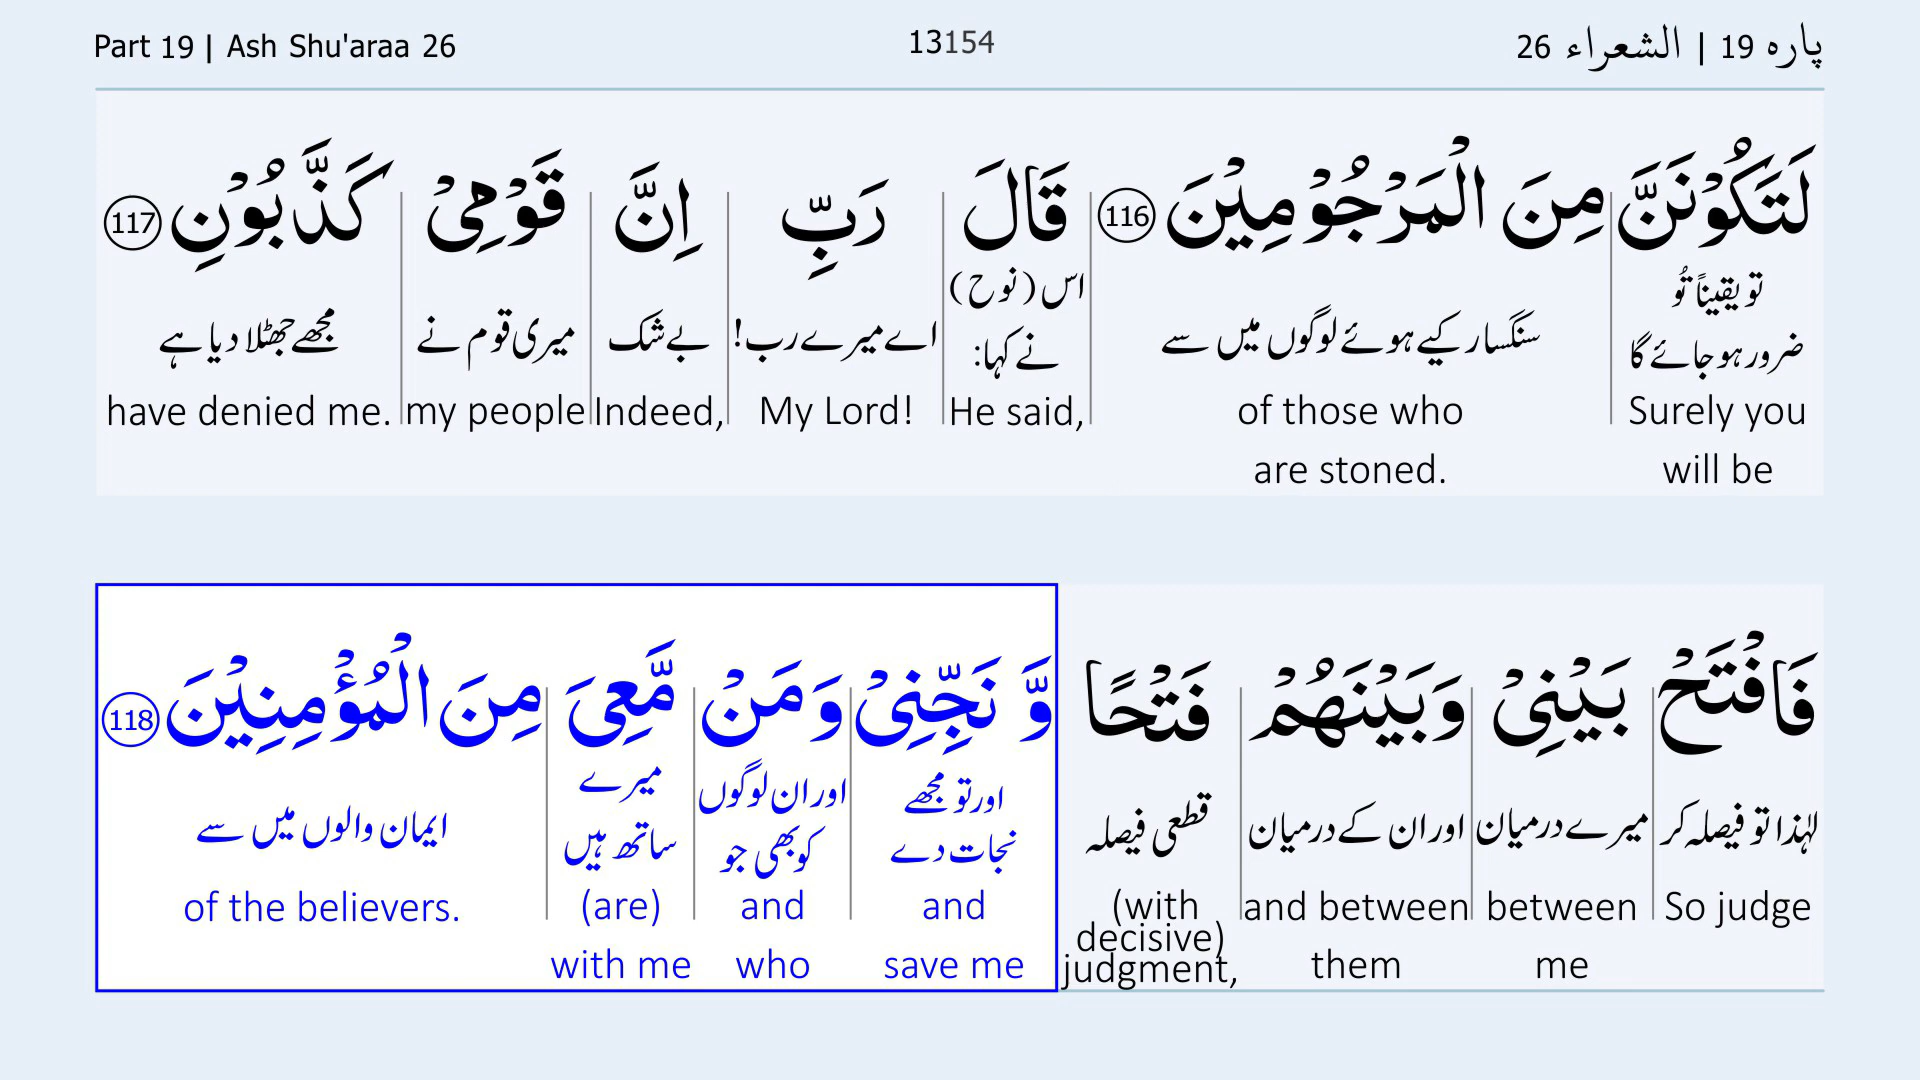 Part 19 | Ash Shu'araa 26
13154
پارہ 19 | الشعراء 26
لَتَكُوْنَنَّ مِنَ الْمَرْجُوْمِيْنَ 116 قَالَ رَبِّ اِنَّ قَوْمِیْ كَذَّبُوْنِ 117
تو یقیناً تُو ضرور ہو جائے گا سنگسار کیے ہوئے لوگوں میں سے اس (نوح) نے کہا: اے میرے رب! بے شک میری قوم نے مجھے جھٹلا دیا ہے
Surely you will be of those who are stoned. He said, My Lord! Indeed, my people have denied me.
فَافْتَحْ بَیْنِیْ وَبَیْنَهُمْ فَتْحًا وَّ نَجِّنِیْ وَمَنْ مَّعِیَ مِنَ الْمُؤْمِنِیْنَ 118
لہٰذا تو فیصلہ کر میرے درمیان اور ان کے درمیان قطعی فیصلہ اور تو مجھے نجات دے اور ان لوگوں کو بھی جو میرے ساتھ ہیں ایمان والوں میں سے
So judge between me and between them (with decisive) judgment, and save me and who (are) with me of the believers.